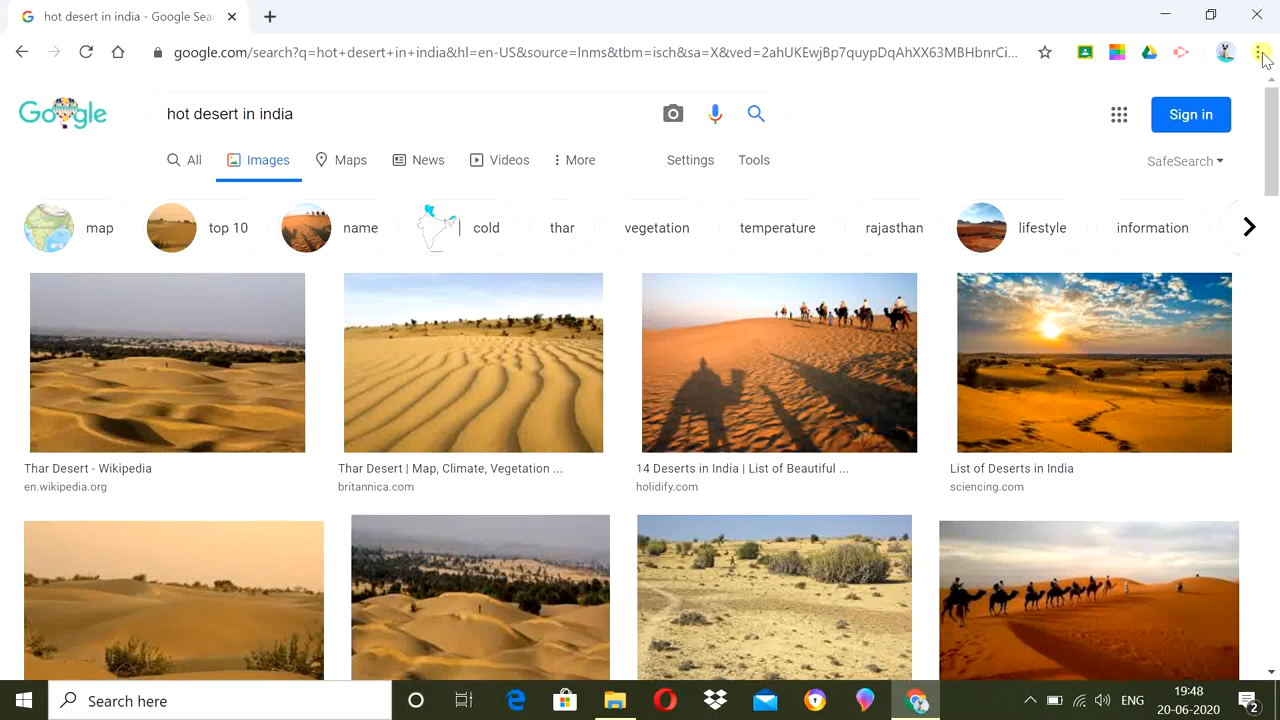 hot desert in india - Google Sea
google.com/search?q=hot+desert+in+india&hl=en-US&source=lnms&tbm=isch&sa=X&ved=2ahUKEwjBp7quypDqAhXX63MBHbnrCi...
Google
hot desert in india
Sign in
All Images Maps News Videos More Settings Tools SafeSearch
map top 10 name cold thar vegetation temperature rajasthan lifestyle information
Thar Desert - Wikipedia
en.wikipedia.org
Thar Desert | Map, Climate, Vegetation ...
britannica.com
14 Deserts in India | List of Beautiful ...
holidify.com
List of Deserts in India
sciencing.com
Search here
ENG
19:48
20-06-2020
2